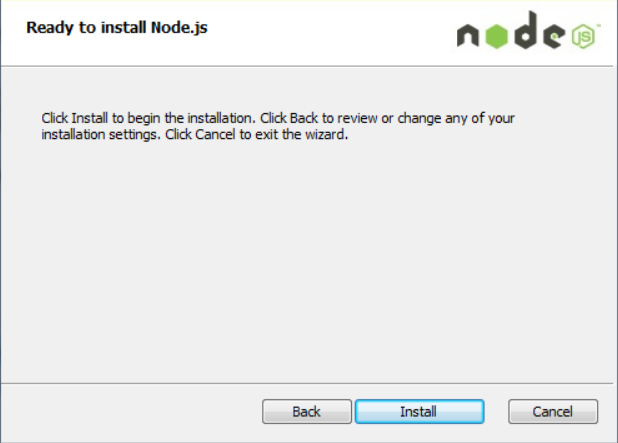 Ready to install Node.js
node JS
Click Install to begin the installation. Click Back to review or change any of your
installation settings. Click Cancel to exit the wizard.
Back
Install
Cancel